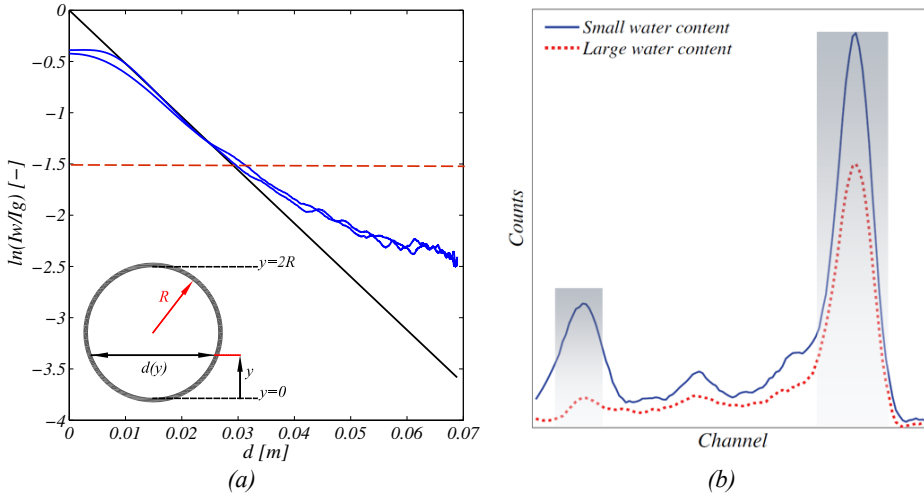 0
−0.5
−1
−1.5
−2
−2.5
−3
−3.5
−4
ln(Iw/Ig) [−]
0 0.01 0.02 0.03 0.04 0.05 0.06 0.07
d [m]
y=2R
R
d(y)
y
y=0
(a)
Small water content
Large water content
Counts
Channel
(b)